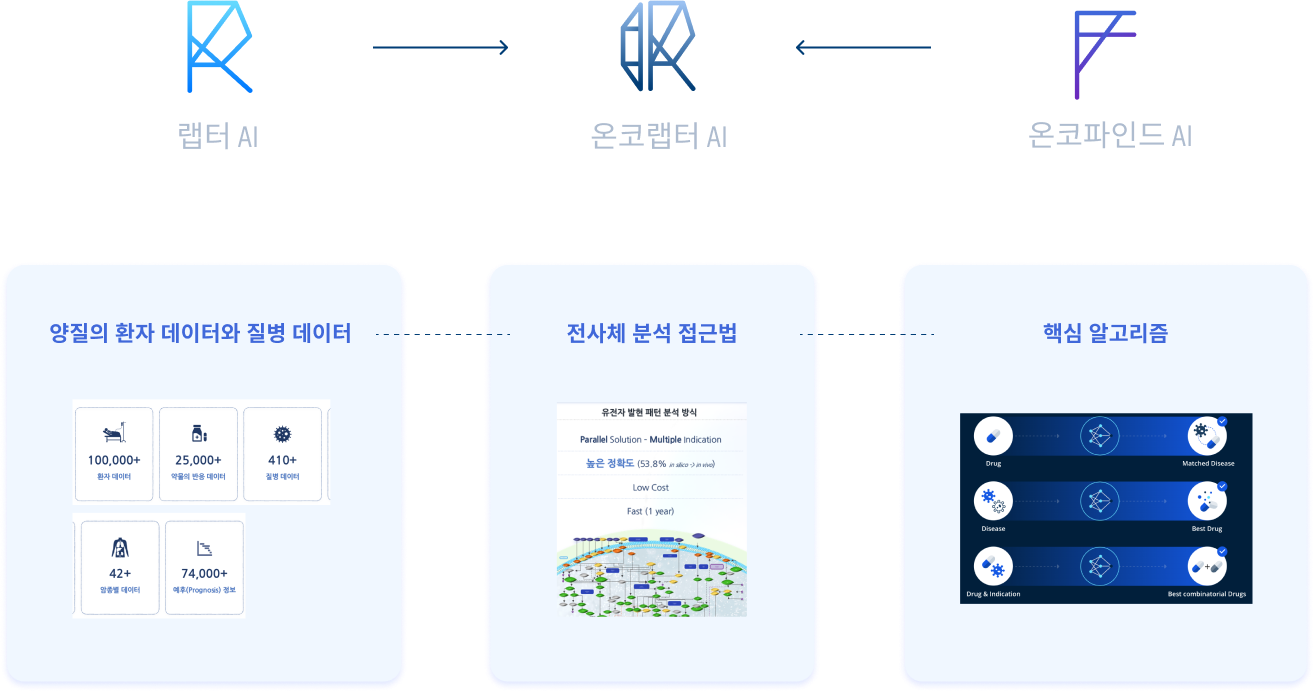 랩터 AI
온코랩터 AI
온코파인드 AI
양질의 환자 데이터와 질병 데이터
100,000+
환자 데이터
25,000+
약물의 반응 데이터
410+
질병 데이터
42+
암종별 데이터
74,000+
예후(Prognosis) 정보
전사체 분석 접근법
유전자 발현 패턴 분석 방식
Parallel Solution - Multiple Indication
높은 정확도 (53.8% in silico -> in vivo)
Low Cost
Fast (1 year)
핵심 알고리즘
Drug
Matched Disease
Disease
Best Drug
Drug & Indication
Best combinatorial Drugs